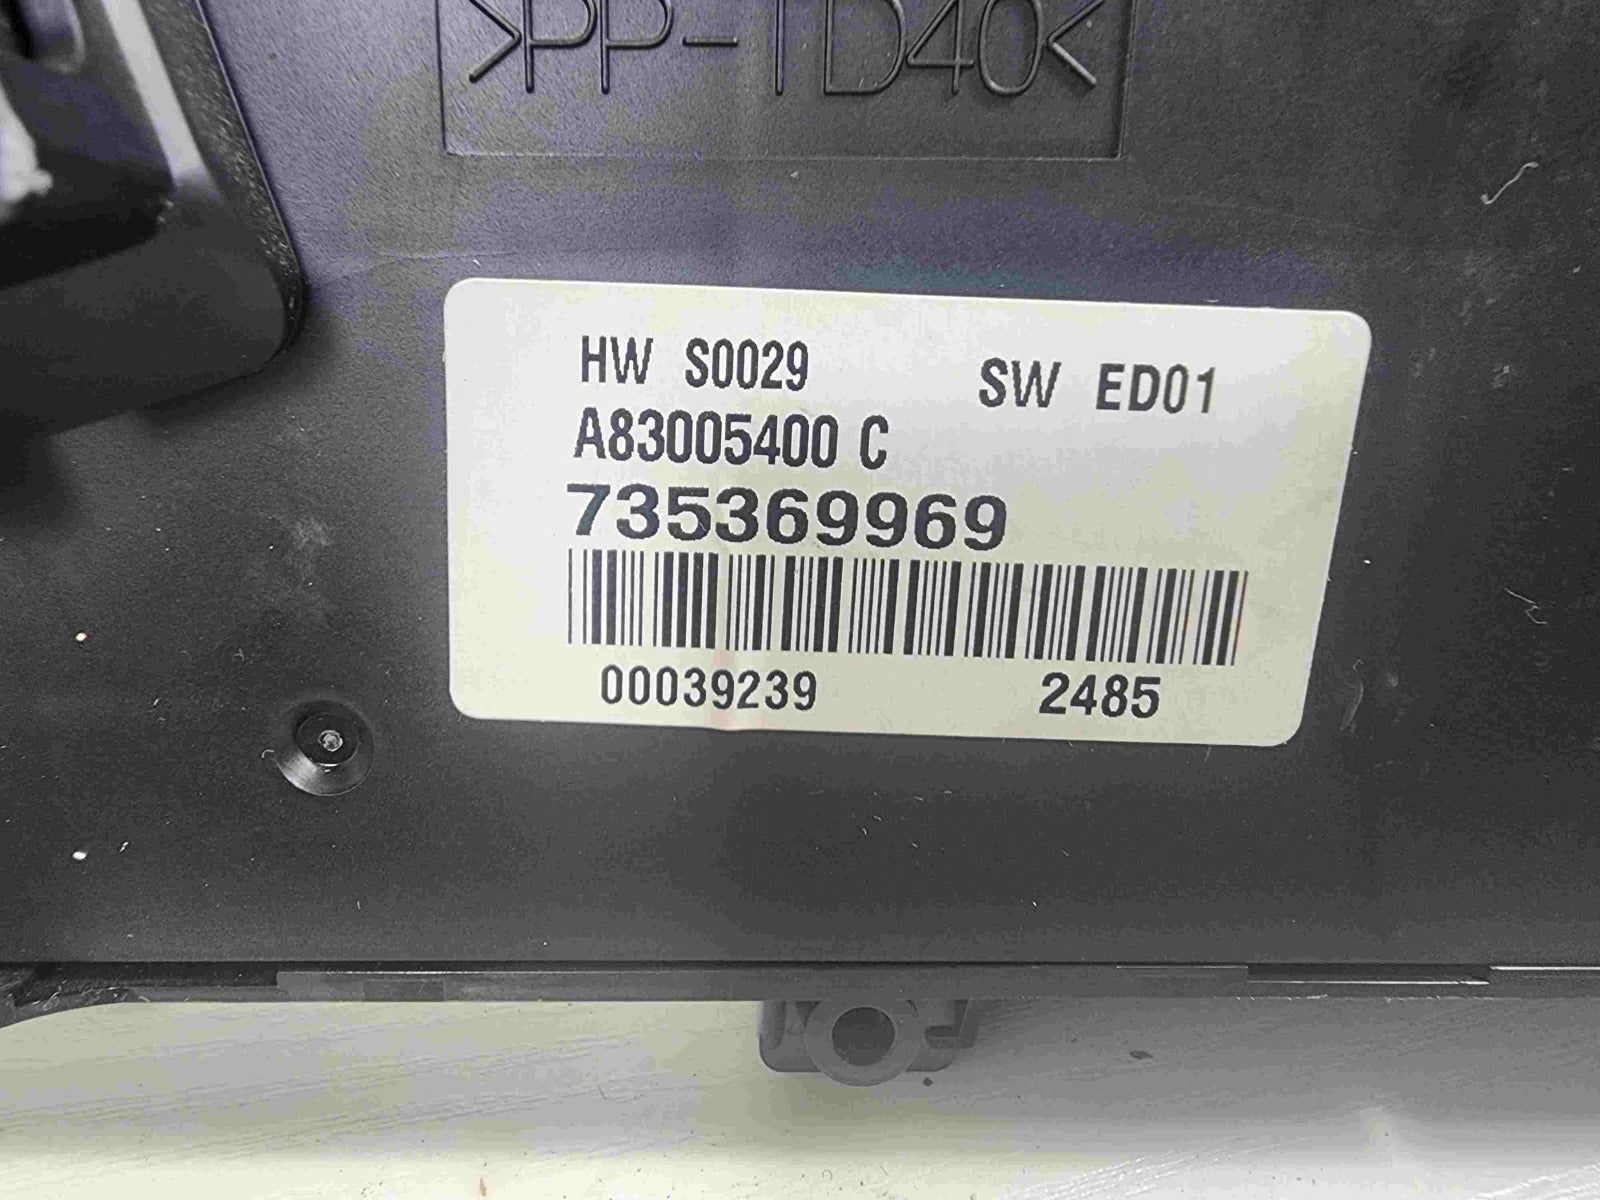 >PP-TD40<
HW S0029 SW ED01
A83005400 C
735369969
00039239 2485